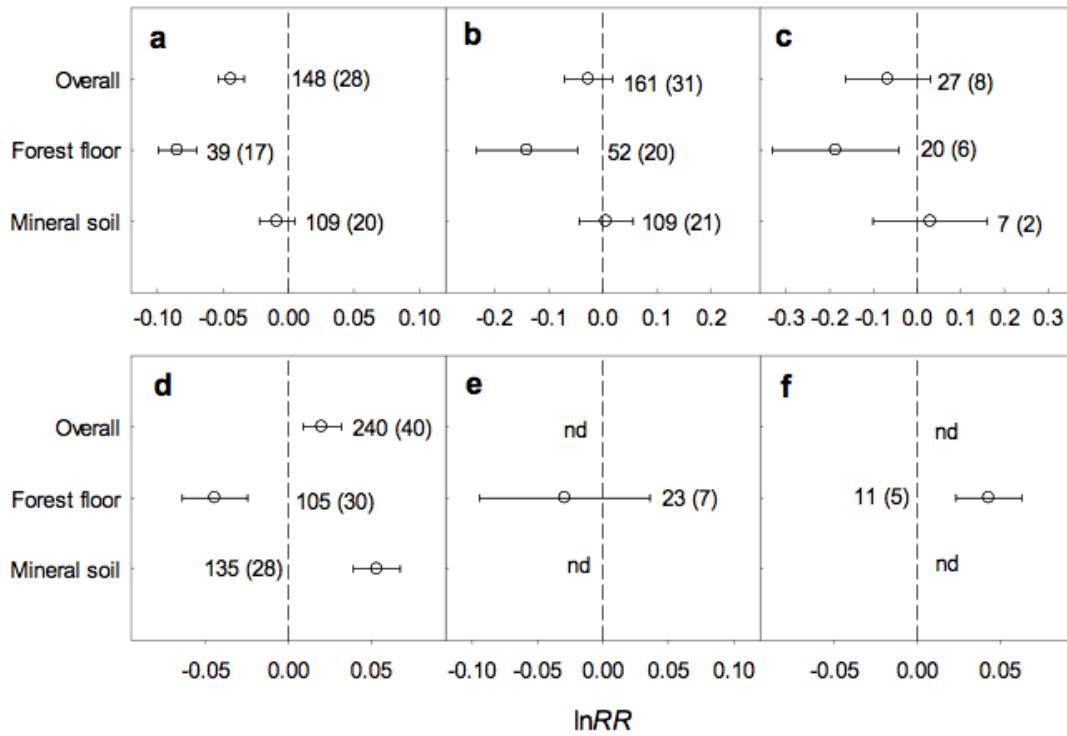 a b c
Overall 148 (28) 161 (31) 27 (8)
Forest floor 39 (17) 52 (20) 20 (6)
Mineral soil 109 (20) 109 (21) 7 (2)
-0.10 -0.05 0.00 0.05 0.10 -0.2 -0.1 0.0 0.1 0.2 -0.3 -0.2 -0.1 0.0 0.1 0.2 0.3
d e f
Overall 240 (40) nd nd
Forest floor 105 (30) 23 (7) 11 (5)
Mineral soil 135 (28) nd nd
-0.05 0.00 0.05 -0.10 -0.05 0.00 0.05 0.10 -0.05 0.00 0.05
lnRR